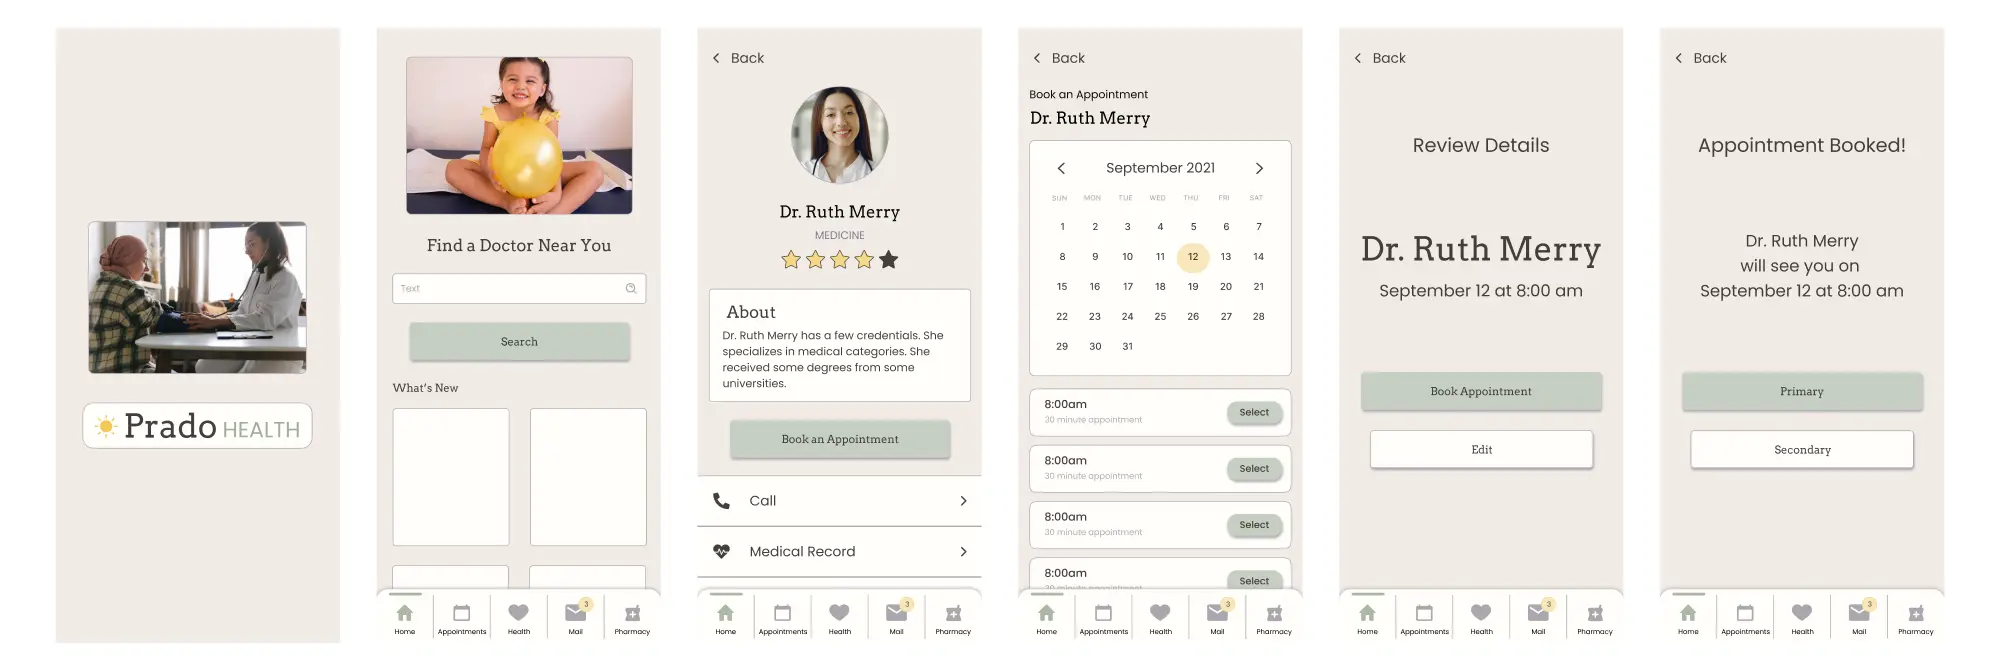 Prado HEALTH
Find a Doctor Near You
Text
Search
What's New
Home Appointments Health Mail 3 Pharmacy
Back
Dr. Ruth Merry
MEDICINE
About
Dr. Ruth Merry has a few credentials. She
specializes in medical categories. She
received some degrees from some
universities.
Book an Appointment
Call
Medical Record
Home Appointments Health Mail 3 Pharmacy
Back
Book an Appointment
Dr. Ruth Merry
September 2021
SUN MON TUE WED THU FRI SAT
1 2 3 4 5 6 7
8 9 10 11 12 13 14
15 16 17 18 19 20 21
22 23 24 25 26 27 28
29 30 31
8:00am
30 minute appointment
Select
8:00am
30 minute appointment
Select
8:00am
30 minute appointment
Select
8:00am
30 minute appointment
Select
Home Appointments Health Mail 3 Pharmacy
Back
Review Details
Dr. Ruth Merry
September 12 at 8:00 am
Book Appointment
Edit
Home Appointments Health Mail 3 Pharmacy
Back
Appointment Booked!
Dr. Ruth Merry
will see you on
September 12 at 8:00 am
Primary
Secondary
Home Appointments Health Mail 3 Pharmacy